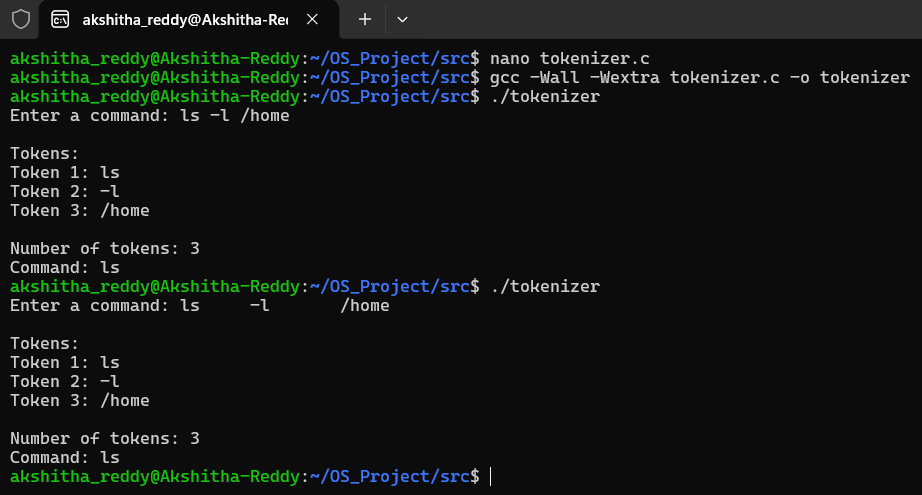 akshitha_reddy@Akshitha-Re
akshitha_reddy@Akshitha-Reddy:~/OS_Project/src$ nano tokenizer.c
akshitha_reddy@Akshitha-Reddy:~/OS_Project/src$ gcc -Wall -Wextra tokenizer.c -o tokenizer
akshitha_reddy@Akshitha-Reddy:~/OS_Project/src$ ./tokenizer
Enter a command: ls -l /home
Tokens:
Token 1: ls
Token 2: -l
Token 3: /home
Number of tokens: 3
Command: ls
akshitha_reddy@Akshitha-Reddy:~/OS_Project/src$ ./tokenizer
Enter a command: ls     -l       /home
Tokens:
Token 1: ls
Token 2: -l
Token 3: /home
Number of tokens: 3
Command: ls
akshitha_reddy@Akshitha-Reddy:~/OS_Project/src$